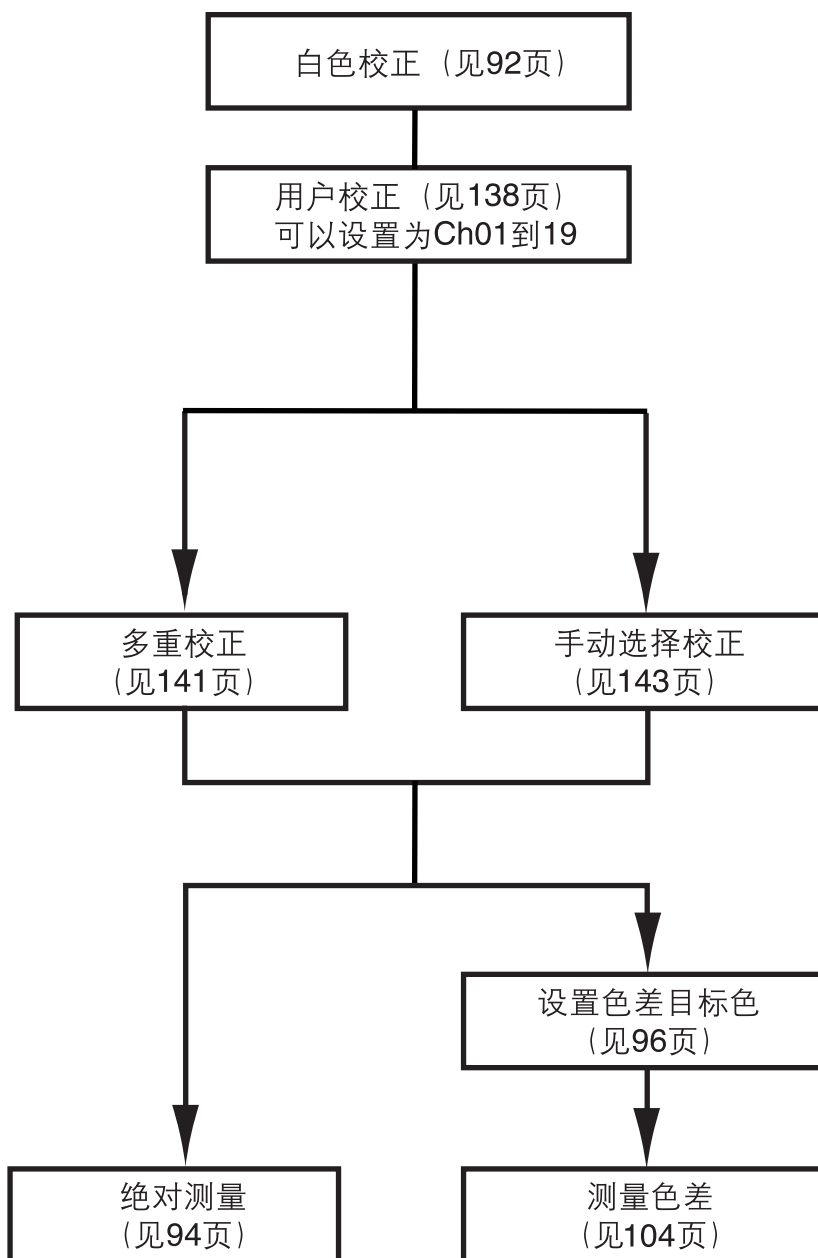 白色校正（见92页）
用户校正（见138页）
可以设置为Ch01到19
多重校正
（见141页）
手动选择校正
（见143页）
设置色差目标色
（见96页）
绝对测量
（见94页）
测量色差
（见104页）